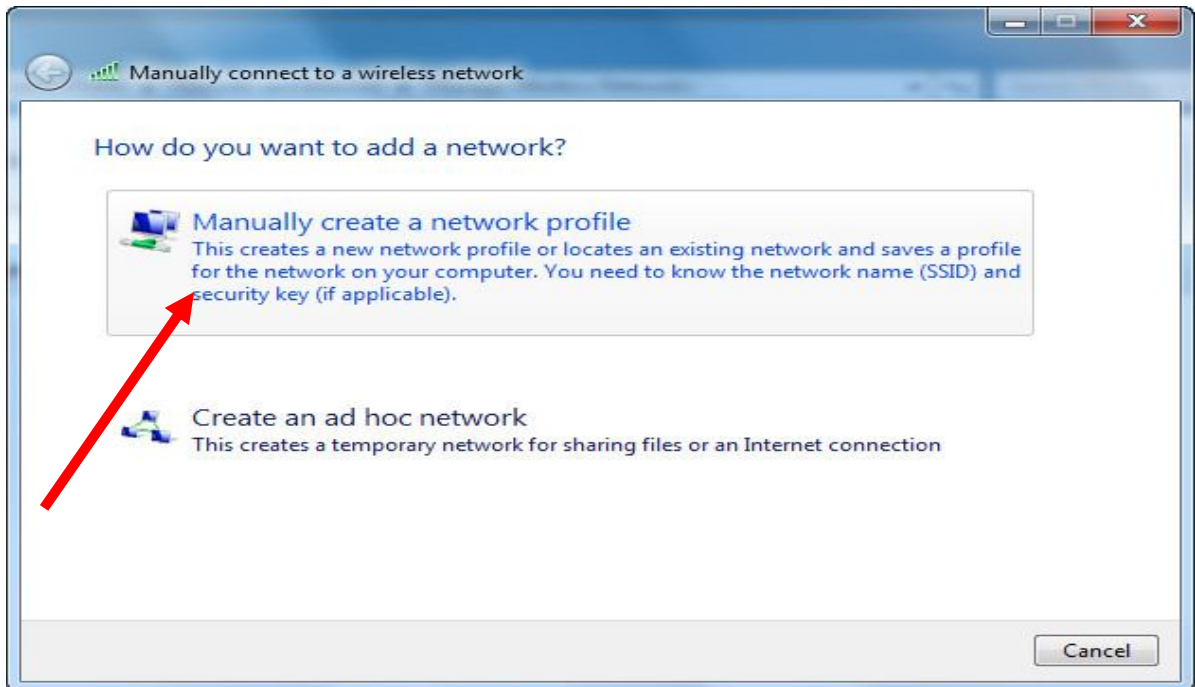 Manually connect to a wireless network
How do you want to add a network?
Manually create a network profile
This creates a new network profile or locates an existing network and saves a profile
for the network on your computer. You need to know the network name (SSID) and
security key (if applicable).
Create an ad hoc network
This creates a temporary network for sharing files or an Internet connection
Cancel